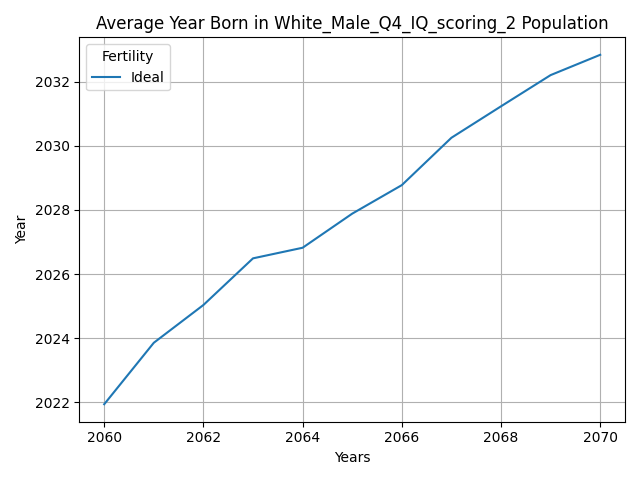 Average Year Born in White_Male_Q4_IQ_scoring_2 Population
Fertility
Ideal
2032
2030
2028
2026
2024
2022
Year
2060 2062 2064 2066 2068 2070
Years